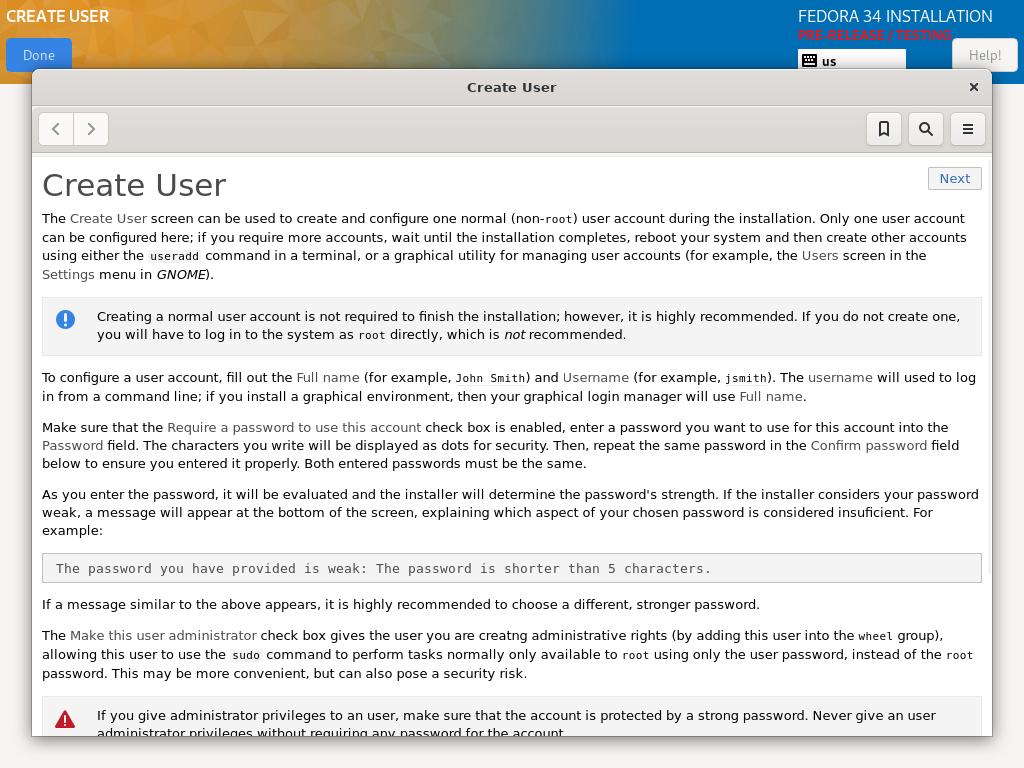 CREATE USER
FEDORA 34 INSTALLATION
PRE-RELEASE / TESTING
Done
us
Help!
Create User
Create User
Next
The Create User screen can be used to create and configure one normal (non-root) user account during the installation. Only one user account
can be configured here; if you require more accounts, wait until the installation completes, reboot your system and then create other accounts
using either the useradd command in a terminal, or a graphical utility for managing user accounts (for example, the Users screen in the
Settings menu in GNOME).
Creating a normal user account is not required to finish the installation; however, it is highly recommended. If you do not create one,
you will have to log in to the system as root directly, which is not recommended.
To configure a user account, fill out the Full name (for example, John Smith) and Username (for example, jsmith). The username will used to log
in from a command line; if you install a graphical environment, then your graphical login manager will use Full name.
Make sure that the Require a password to use this account check box is enabled, enter a password you want to use for this account into the
Password field. The characters you write will be displayed as dots for security. Then, repeat the same password in the Confirm password field
below to ensure you entered it properly. Both entered passwords must be the same.
As you enter the password, it will be evaluated and the installer will determine the password's strength. If the installer considers your password
weak, a message will appear at the bottom of the screen, explaining which aspect of your chosen password is considered insuficient. For
example:
The password you have provided is weak: The password is shorter than 5 characters.
If a message similar to the above appears, it is highly recommended to choose a different, stronger password.
The Make this user administrator check box gives the user you are creatng administrative rights (by adding this user into the wheel group),
allowing this user to use the sudo command to perform tasks normally only available to root using only the user password, instead of the root
password. This may be more convenient, but can also pose a security risk.
If you give administrator privileges to an user, make sure that the account is protected by a strong password. Never give an user
administrator privileges without requiring any password for the account.